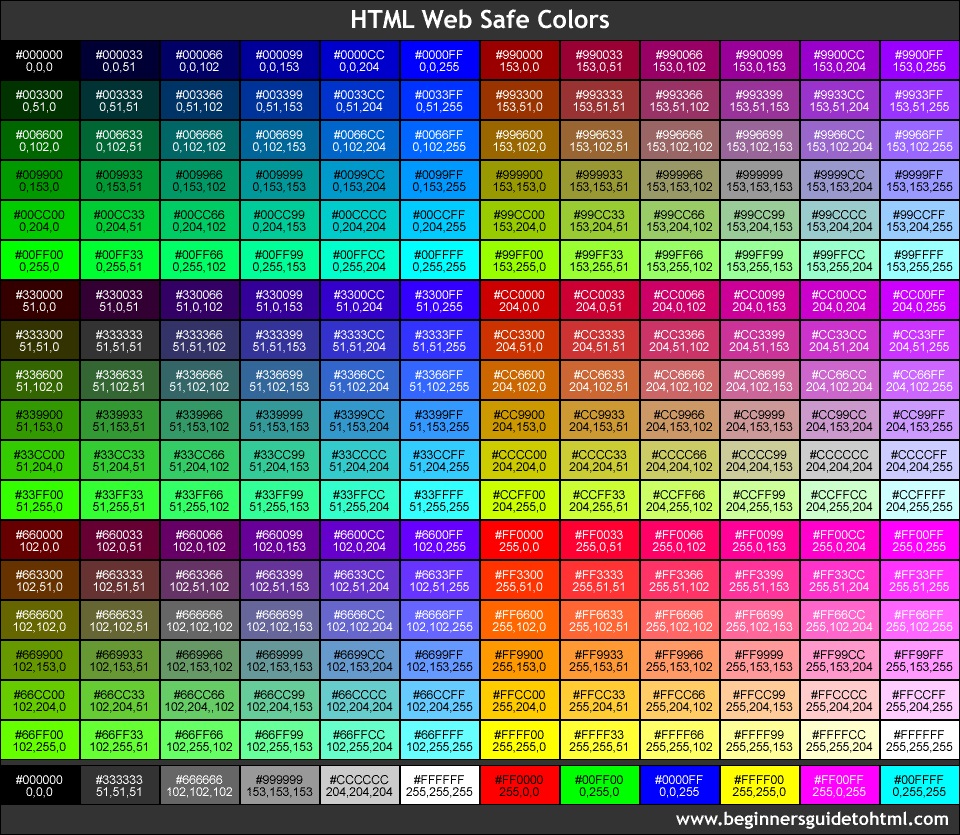 HTML Web Safe Colors
#000000 #000033 #000066 #000099 #0000CC #0000FF #990000 #990033 #990066 #990099 #9900CC #9900FF
0,0,0 0,0,51 0,0,102 0,0,153 0,0,204 0,0,255 153,0,0 153,0,51 153,0,102 153,0,153 153,0,204 153,0,255
#003300 #003333 #003366 #003399 #0033CC #0033FF #993300 #993333 #993366 #993399 #9933CC #9933FF
0,51,0 0,51,51 0,51,102 0,51,153 0,51,204 0,51,255 153,51,0 153,51,51 153,51,102 153,51,153 153,51,204 153,51,255
#006600 #006633 #006666 #006699 #0066CC #0066FF #996600 #996633 #996666 #996699 #9966CC #9966FF
0,102,0 0,102,51 0,102,102 0,102,153 0,102,204 0,102,255 153,102,0 153,102,51 153,102,102 153,102,153 153,102,204 153,102,255
#009900 #009933 #009966 #009999 #0099CC #0099FF #999900 #999933 #999966 #999999 #9999CC #9999FF
0,153,0 0,153,51 0,153,102 0,153,153 0,153,204 0,153,255 153,153,0 153,153,51 153,153,102 153,153,153 153,153,204 153,153,255
#00CC00 #00CC33 #00CC66 #00CC99 #00CCCC #00CCFF #99CC00 #99CC33 #99CC66 #99CC99 #99CCCC #99CCFF
0,204,0 0,204,51 0,204,102 0,204,153 0,204,204 0,204,255 153,204,0 153,204,51 153,204,102 153,204,153 153,204,204 153,204,255
#00FF00 #00FF33 #00FF66 #00FF99 #00FFCC #00FFFF #99FF00 #99FF33 #99FF66 #99FF99 #99FFCC #99FFFF
0,255,0 0,255,51 0,255,102 0,255,153 0,255,204 0,255,255 153,255,0 153,255,51 153,255,102 153,255,153 153,255,204 153,255,255
#330000 #330033 #330066 #330099 #3300CC #3300FF #CC0000 #CC0033 #CC0066 #CC0099 #CC00CC #CC00FF
51,0,0 51,0,51 51,0,102 51,0,153 51,0,204 51,0,255 204,0,0 204,0,51 204,0,102 204,0,153 204,0,204 204,0,255
#333300 #333333 #333366 #333399 #3333CC #3333FF #CC3300 #CC3333 #CC3366 #CC3399 #CC33CC #CC33FF
51,51,0 51,51,51 51,51,102 51,51,153 51,51,204 51,51,255 204,51,0 204,51,51 204,51,102 204,51,153 204,51,204 204,51,255
#336600 #336633 #336666 #336699 #3366CC #3366FF #CC6600 #CC6633 #CC6666 #CC6699 #CC66CC #CC66FF
51,102,0 51,102,51 51,102,102 51,102,153 51,102,204 51,102,255 204,102,0 204,102,51 204,102,102 204,102,153 204,102,204 204,102,255
#339900 #339933 #339966 #339999 #3399CC #3399FF #CC9900 #CC9933 #CC9966 #CC9999 #CC99CC #CC99FF
51,153,0 51,153,51 51,153,102 51,153,153 51,153,204 51,153,255 204,153,0 204,153,51 204,153,102 204,153,153 204,153,204 204,153,255
#33CC00 #33CC33 #33CC66 #33CC99 #33CCCC #33CCFF #CCCC00 #CCCC33 #CCCC66 #CCCC99 #CCCCCC #CCCCFF
51,204,0 51,204,51 51,204,102 51,204,153 51,204,204 51,204,255 204,204,0 204,204,51 204,204,102 204,204,153 204,204,204 204,204,255
#33FF00 #33FF33 #33FF66 #33FF99 #33FFCC #33FFFF #CCFF00 #CCFF33 #CCFF66 #CCFF99 #CCFFCC #CCFFFF
51,255,0 51,255,51 51,255,102 51,255,153 51,255,204 51,255,255 204,255,0 204,255,51 204,255,102 204,255,153 204,255,204 204,255,255
#660000 #660033 #660066 #660099 #6600CC #6600FF #FF0000 #FF0033 #FF0066 #FF0099 #FF00CC #FF00FF
102,0,0 102,0,51 102,0,102 102,0,153 102,0,204 102,0,255 255,0,0 255,0,51 255,0,102 255,0,153 255,0,204 255,0,255
#663300 #663333 #663366 #663399 #6633CC #6633FF #FF3300 #FF3333 #FF3366 #FF3399 #FF33CC #FF33FF
102,51,0 102,51,51 102,51,102 102,51,153 102,51,204 102,51,255 255,51,0 255,51,51 255,51,102 255,51,153 255,51,204 255,51,255
#666600 #666633 #666666 #666699 #6666CC #6666FF #FF6600 #FF6633 #FF6666 #FF6699 #FF66CC #FF66FF
102,102,0 102,102,51 102,102,102 102,102,153 102,102,204 102,102,255 255,102,0 255,102,51 255,102,102 255,102,153 255,102,204 255,102,255
#669900 #669933 #669966 #669999 #6699CC #6699FF #FF9900 #FF9933 #FF9966 #FF9999 #FF99CC #FF99FF
102,153,0 102,153,51 102,153,102 102,153,153 102,153,204 102,153,255 255,153,0 255,153,51 255,153,102 255,153,153 255,153,204 255,153,255
#66CC00 #66CC33 #66CC66 #66CC99 #66CCCC #66CCFF #FFCC00 #FFCC33 #FFCC66 #FFCC99 #FFCCCC #FFCCFF
102,204,0 102,204,51 102,204,,102 102,204,153 102,204,204 102,204,255 255,204,0 255,204,51 255,204,102 255,204,153 255,204,204 255,204,255
#66FF00 #66FF33 #66FF66 #66FF99 #66FFCC #66FFFF #FFFF00 #FFFF33 #FFFF66 #FFFF99 #FFFFCC #FFFFFF
102,255,0 102,255,51 102,255,102 102,255,153 102,255,204 102,255,255 255,255,0 255,255,51 255,255,102 255,255,153 255,255,204 255,255,255
#000000 #333333 #666666 #999999 #CCCCCC #FFFFFF #FF0000 #00FF00 #0000FF #FFFF00 #FF00FF #00FFFF
0,0,0 51,51,51 102,102,102 153,153,153 204,204,204 255,255,255 255,0,0 0,255,0 0,0,255 255,255,0 255,0,255 0,255,255
www.beginnersguidetohtml.com